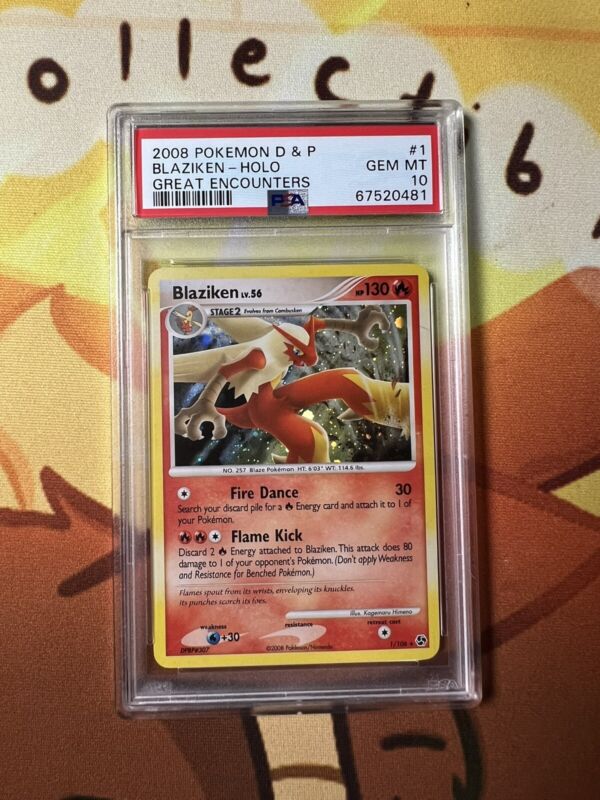 ollect
6
2008 POKEMON D & P #1
BLAZIKEN - HOLO GEM MT
GREAT ENCOUNTERS 10
PSA 67520481
Blaziken LV.56 HP 130
STAGE 2 Evolves from Combusken
NO. 257 Blaze Pokémon HT: 6'03" WT: 114.6 lbs.
Fire Dance 30
Search your discard pile for a Energy card and attach it to 1 of
your Pokémon.
Flame Kick
Discard 2 Energy attached to Blaziken. This attack does 80
damage to 1 of your opponent's Pokémon. (Don't apply Weakness
and Resistance for Benched Pokémon.)
Flames spout from its wrists, enveloping its knuckles.
Its punches scorch its foes.
Illus. Kagemaru Himeno
weakness resistance retreat cost
+30
DPBP#307 ©2008 Pokémon/Nintendo 1/106